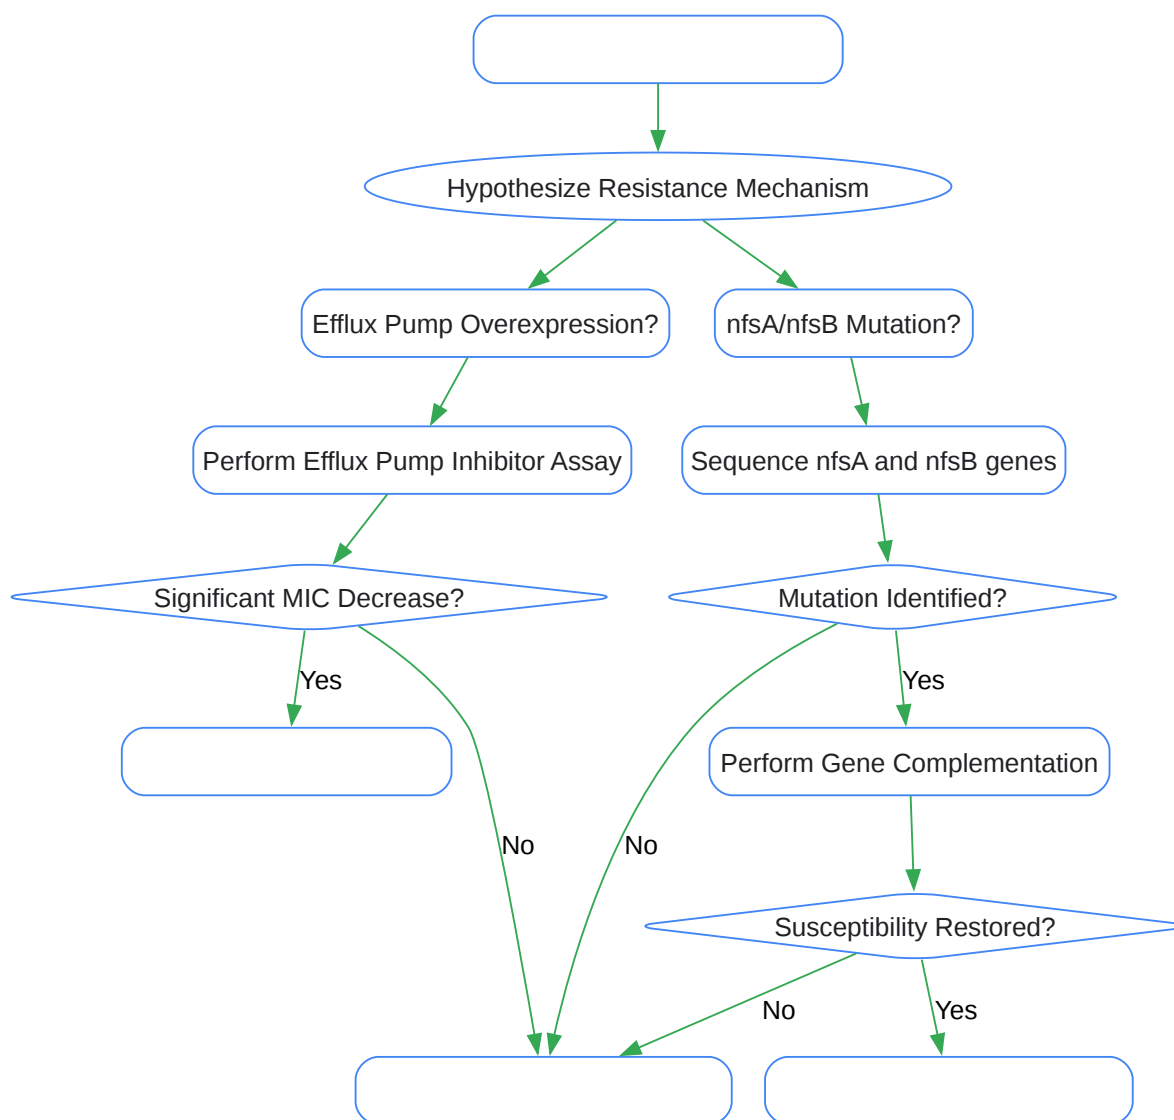 Hypothesize Resistance Mechanism
Efflux Pump Overexpression?
nfsA/nfsB Mutation?
Perform Efflux Pump Inhibitor Assay
Sequence nfsA and nfsB genes
Significant MIC Decrease?
Mutation Identified?
Yes
Yes
Perform Gene Complementation
No
No
Susceptibility Restored?
No
Yes